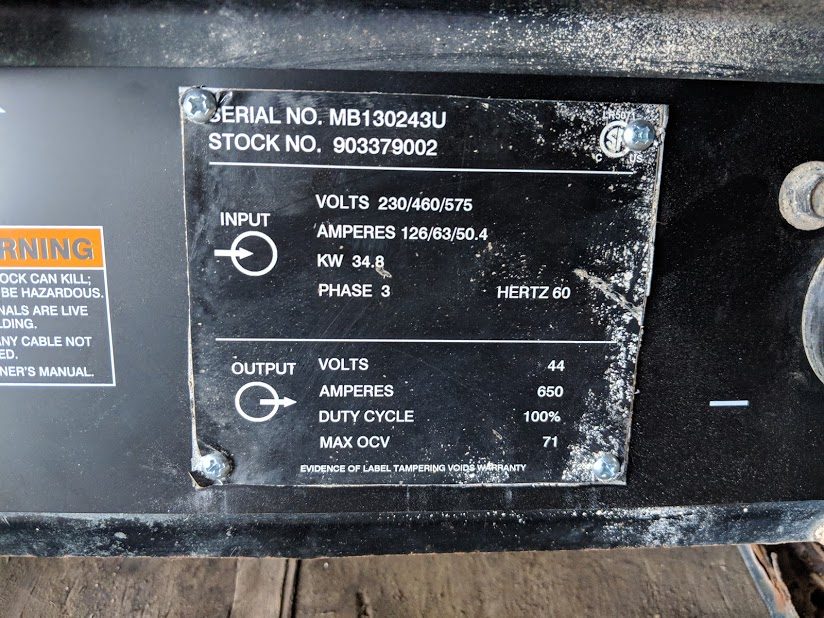 SERIAL NO. MB130243U
STOCK NO. 903379002
LR5071
C US
INPUT
VOLTS 230/460/575
AMPERES 126/63/50.4
KW 34.8
PHASE 3 HERTZ 60
OUTPUT
VOLTS 44
AMPERES 650
DUTY CYCLE 100%
MAX OCV 71
EVIDENCE OF LABEL TAMPERING VOIDS WARRANTY
RNING
OCK CAN KILL;
BE HAZARDOUS.
NALS ARE LIVE
LDING.
ANY CABLE NOT
ED.
NER'S MANUAL.